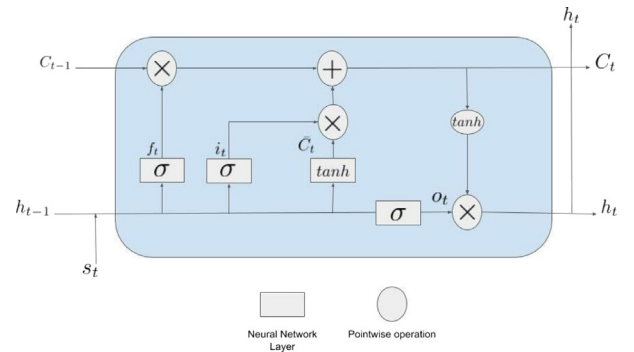 h_t
C_{t-1}
×
+
C_t
tanh
×
f_t
i_t
C̄_t
σ
σ
tanh
h_{t-1}
σ
o_t
×
h_t
s_t
Neural Network
Layer
Pointwise operation